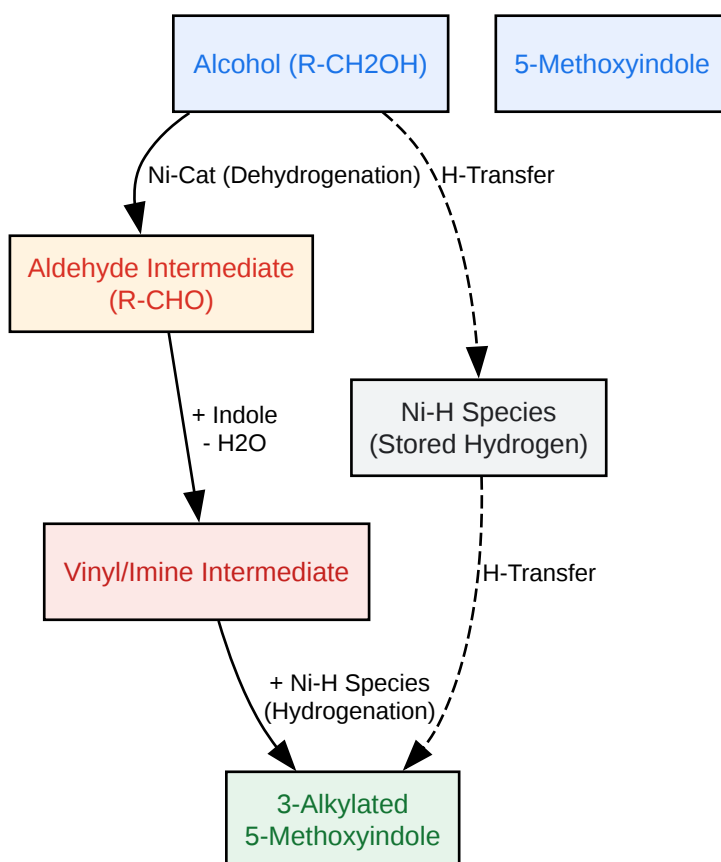 Alcohol (R-CH2OH)
5-Methoxyindole
Ni-Cat (Dehydrogenation)
H-Transfer
Aldehyde Intermediate
(R-CHO)
+ Indole
- H2O
Ni-H Species
(Stored Hydrogen)
Vinyl/Imine Intermediate
H-Transfer
+ Ni-H Species
(Hydrogenation)
3-Alkylated
5-Methoxyindole